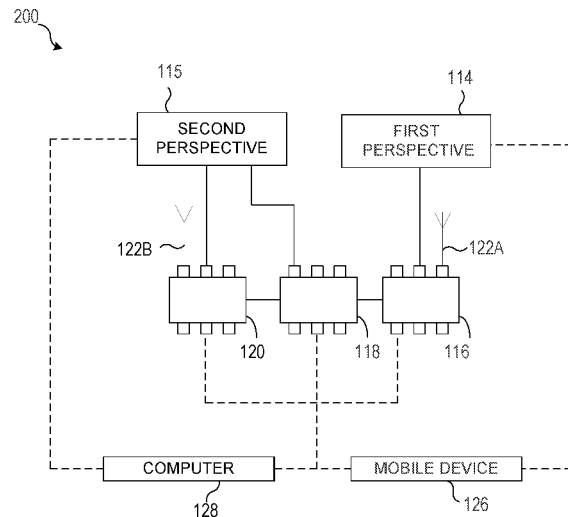 200
115
114
SECOND
PERSPECTIVE
FIRST
PERSPECTIVE
122B
122A
120
118
116
COMPUTER
MOBILE DEVICE
128
126